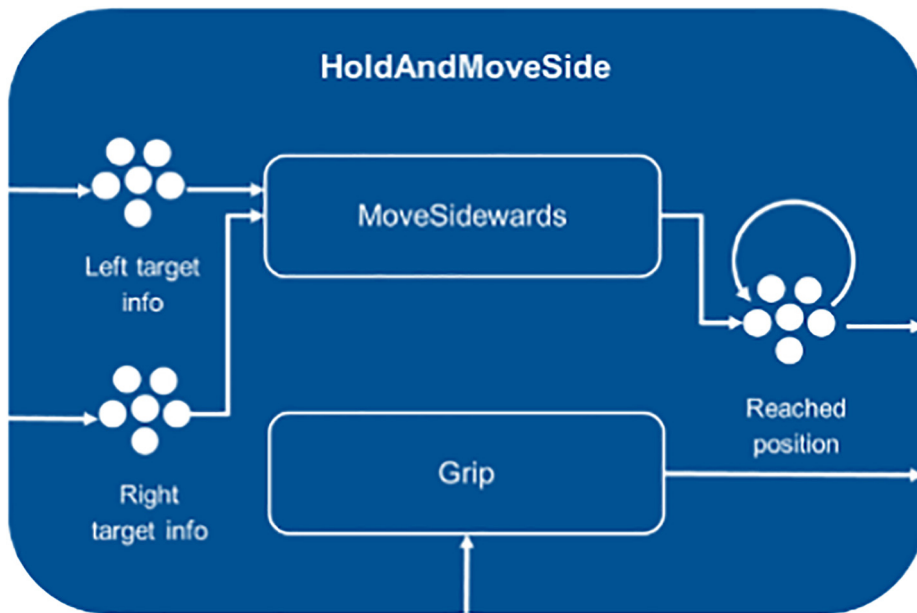 HoldAndMoveSide
MoveSidewards
Left target
info
Reached
position
Grip
Right
target info